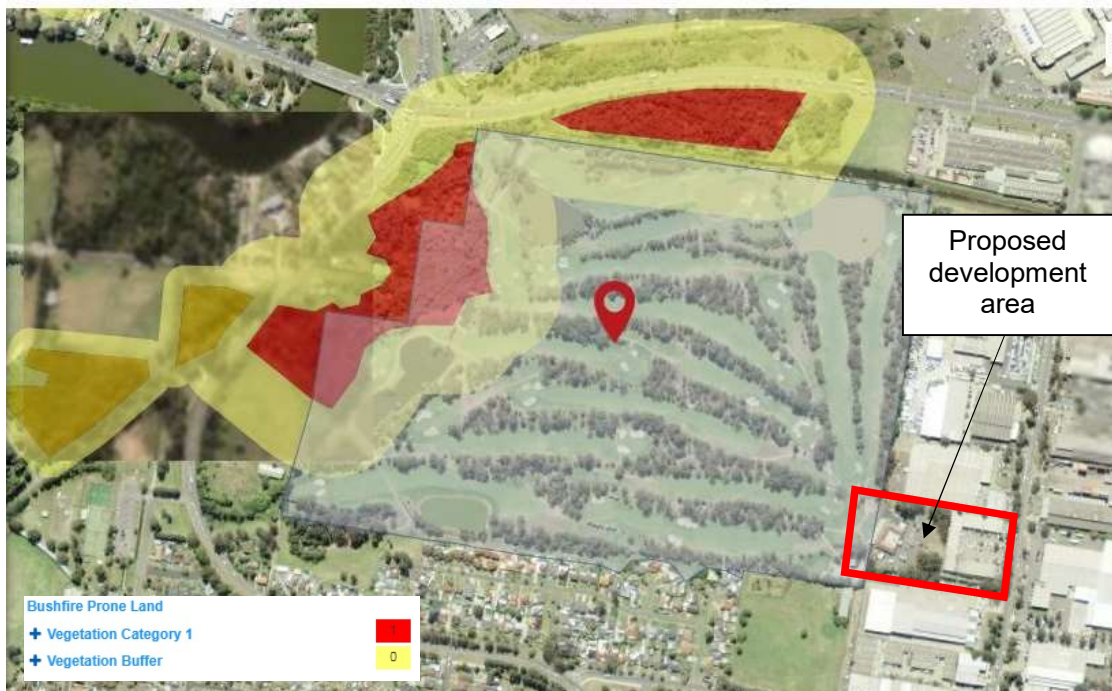 Proposed
development
area
Bushfire Prone Land
+ Vegetation Category 1
1
+ Vegetation Buffer
0